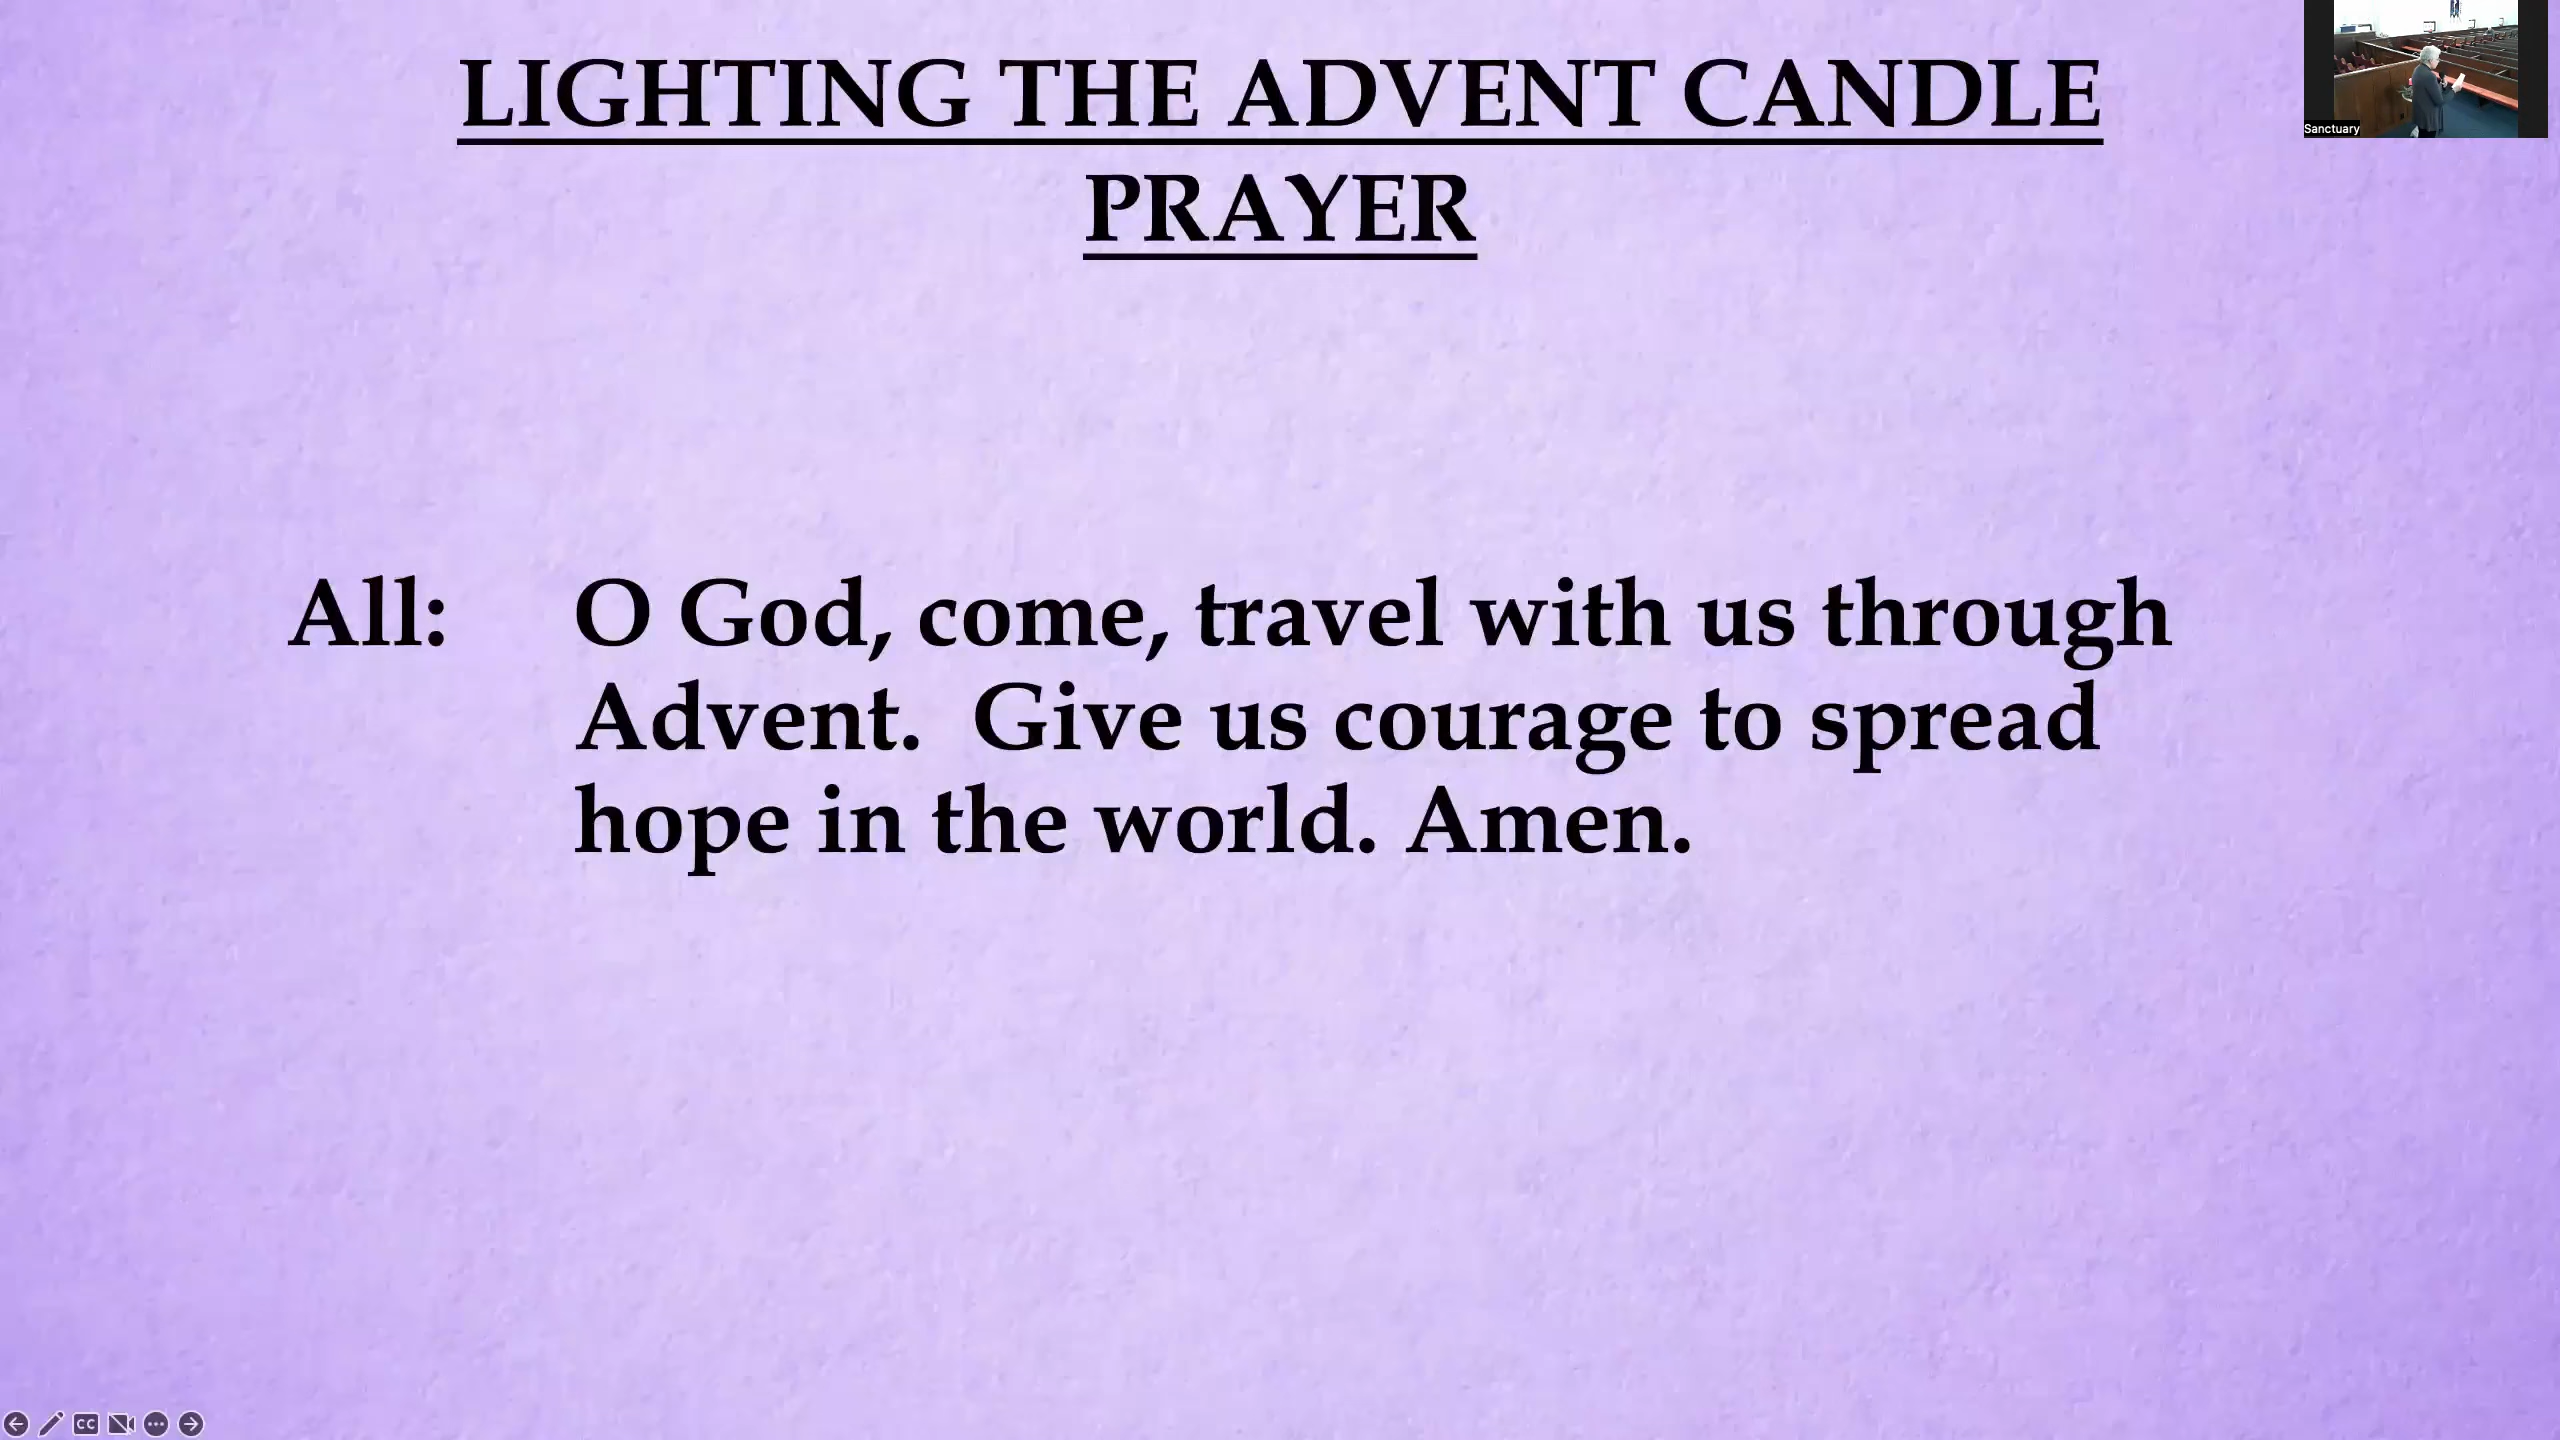 LIGHTING THE ADVENT CANDLE
PRAYER
Sanctuary
All: O God, come, travel with us through
Advent.  Give us courage to spread
hope in the world. Amen.
CC